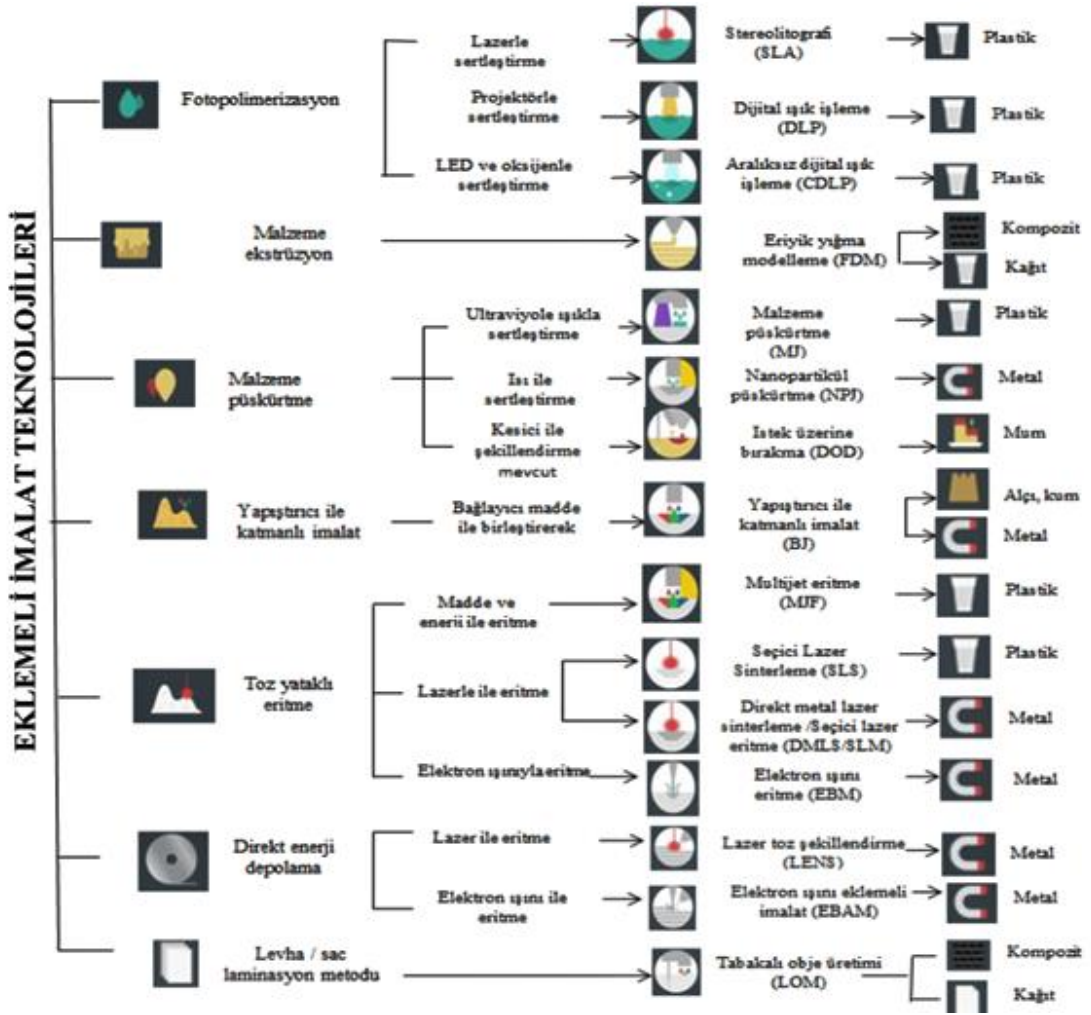 EKLEMELİ İMALAT TEKNOLOJİLERİ
Fotopolimerizasyon
Lazerle
sertleştirme
Stereolitografi
(SLA)
Plastik
Projektörle
sertleştirme
Dijital ışık işleme
(DLP)
Plastik
LED ve oksijenle
sertleştirme
Aralıksız dijital ışık
işleme (CDLP)
Plastik
Malzeme
ekstrüzyon
Eriyik yığma
modelleme (FDM)
Kompozit
Kağıt
Malzeme
püskürtme
Ultraviyole ışıkla
sertleştirme
Malzeme
püskürtme
(MJ)
Plastik
Isı ile
sertleştirme
Nanopartikül
püskürtme (NPJ)
Metal
Kesici ile
şekillendirme
mevcut
Istek üzerine
bırakma (DOD)
Mum
Yapıştırıcı ile
katmanlı imalat
Bağlayıcı madde
ile birleştirerek
Yapıştırıcı ile
katmanlı imalat
(BJ)
Alçı, kum
Metal
Toz yataklı
eritme
Madde ve
enerii ile eritme
Multijet eritme
(MJF)
Plastik
Lazerle ile eritme
Seçici Lazer
Sinterleme (SLS)
Plastik
Direkt metal lazer
sinterleme /Seçici lazer
eritme (DMLS/SLM)
Metal
Elektron ışınıyla eritme
Elektron ışını
eritme (EBM)
Metal
Direkt enerji
depolama
Lazer ile eritme
Lazer toz şekillendirme
(LENS)
Metal
Elektron ışını ile
eritme
Elektron ışını eklemeli
imalat (EBAM)
Metal
Levha / sac
laminasyon metodu
Tabakalı obje üretimi
(LOM)
Kompozit
Kağıt